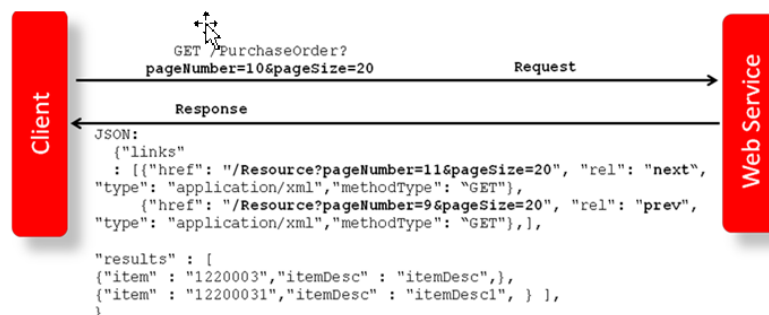 GET /PurchaseOrder?
pageNumber=10&pageSize=20
Request
Response
Client
Web Service
JSON:
{"links"
: [{"href": "/Resource?pageNumber=11&pageSize=20", "rel": "next“,
"type": "application/xml","methodType": “GET"},
{"href": "/Resource?pageNumber=9&pageSize=20", "rel": "prev",
"type": "application/xml","methodType": “GET"},],
"results" : [
{"item" : "1220003","itemDesc" : "itemDesc",},
{"item" : "12200031","itemDesc" : "itemDesc1", } ],
}